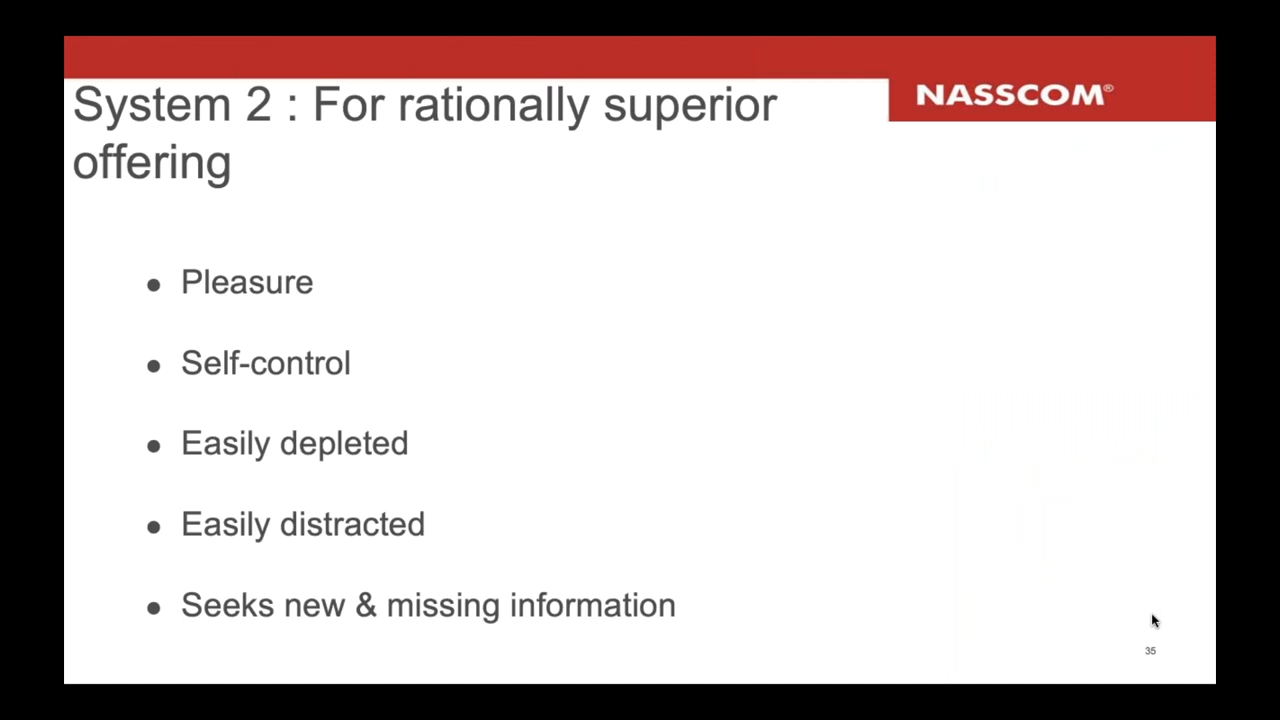 System 2 : For rationally superior
offering
NASSCOM®
● Pleasure
● Self-control
● Easily depleted
● Easily distracted
● Seeks new & missing information
35